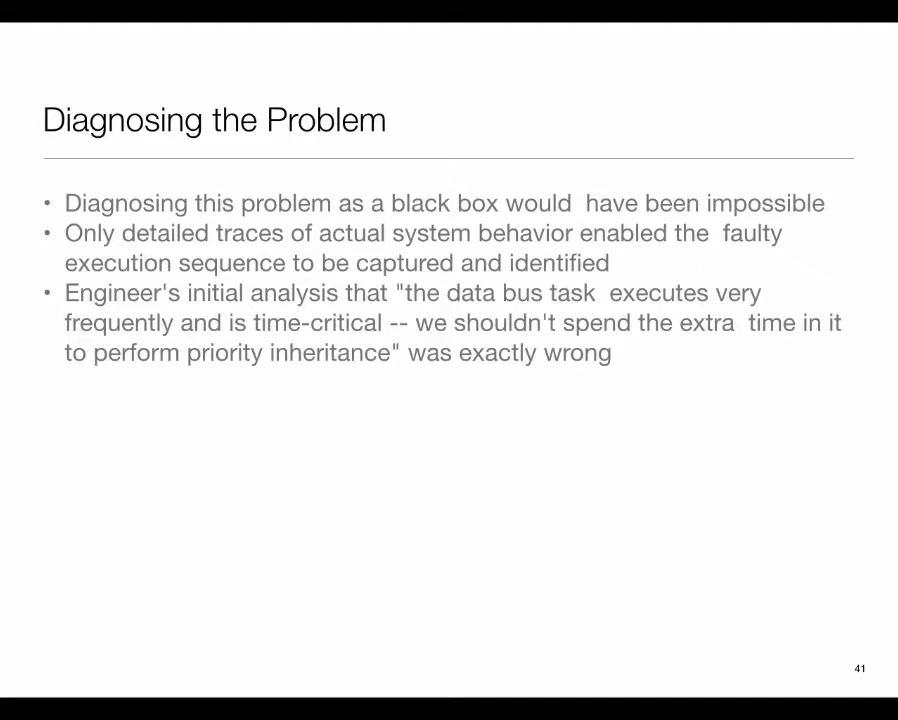 Diagnosing the Problem
• Diagnosing this problem as a black box would  have been impossible
• Only detailed traces of actual system behavior enabled the  faulty
execution sequence to be captured and identified
• Engineer's initial analysis that "the data bus task  executes very
frequently and is time-critical -- we shouldn't spend the extra  time in it
to perform priority inheritance" was exactly wrong
41